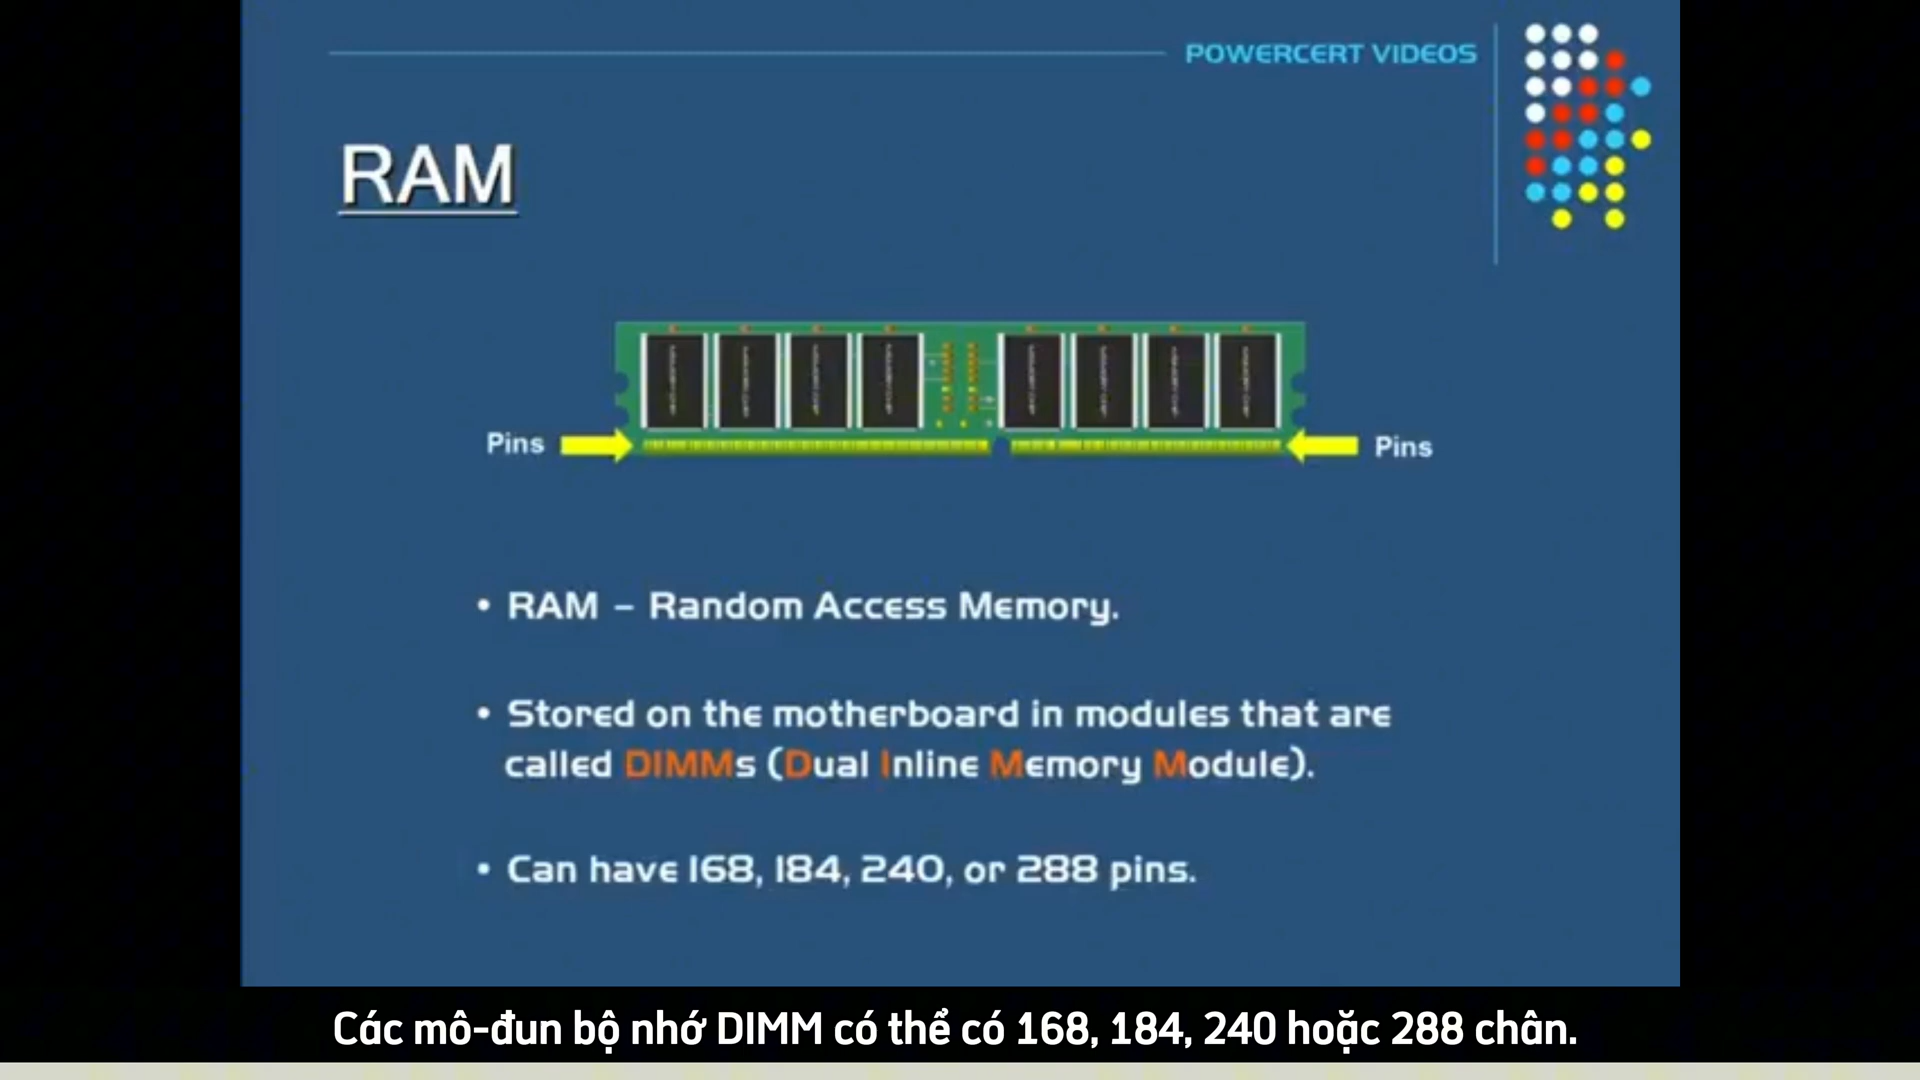 POWERCERT VIDEOS
RAM
Pins
Pins
• RAM – Random Access Memory.
• Stored on the motherboard in modules that are
called DIMMs (Dual Inline Memory Module).
• Can have 168, 184, 240, or 288 pins.
Các mô-đun bộ nhớ DIMM có thể có 168, 184, 240 hoặc 288 chân.